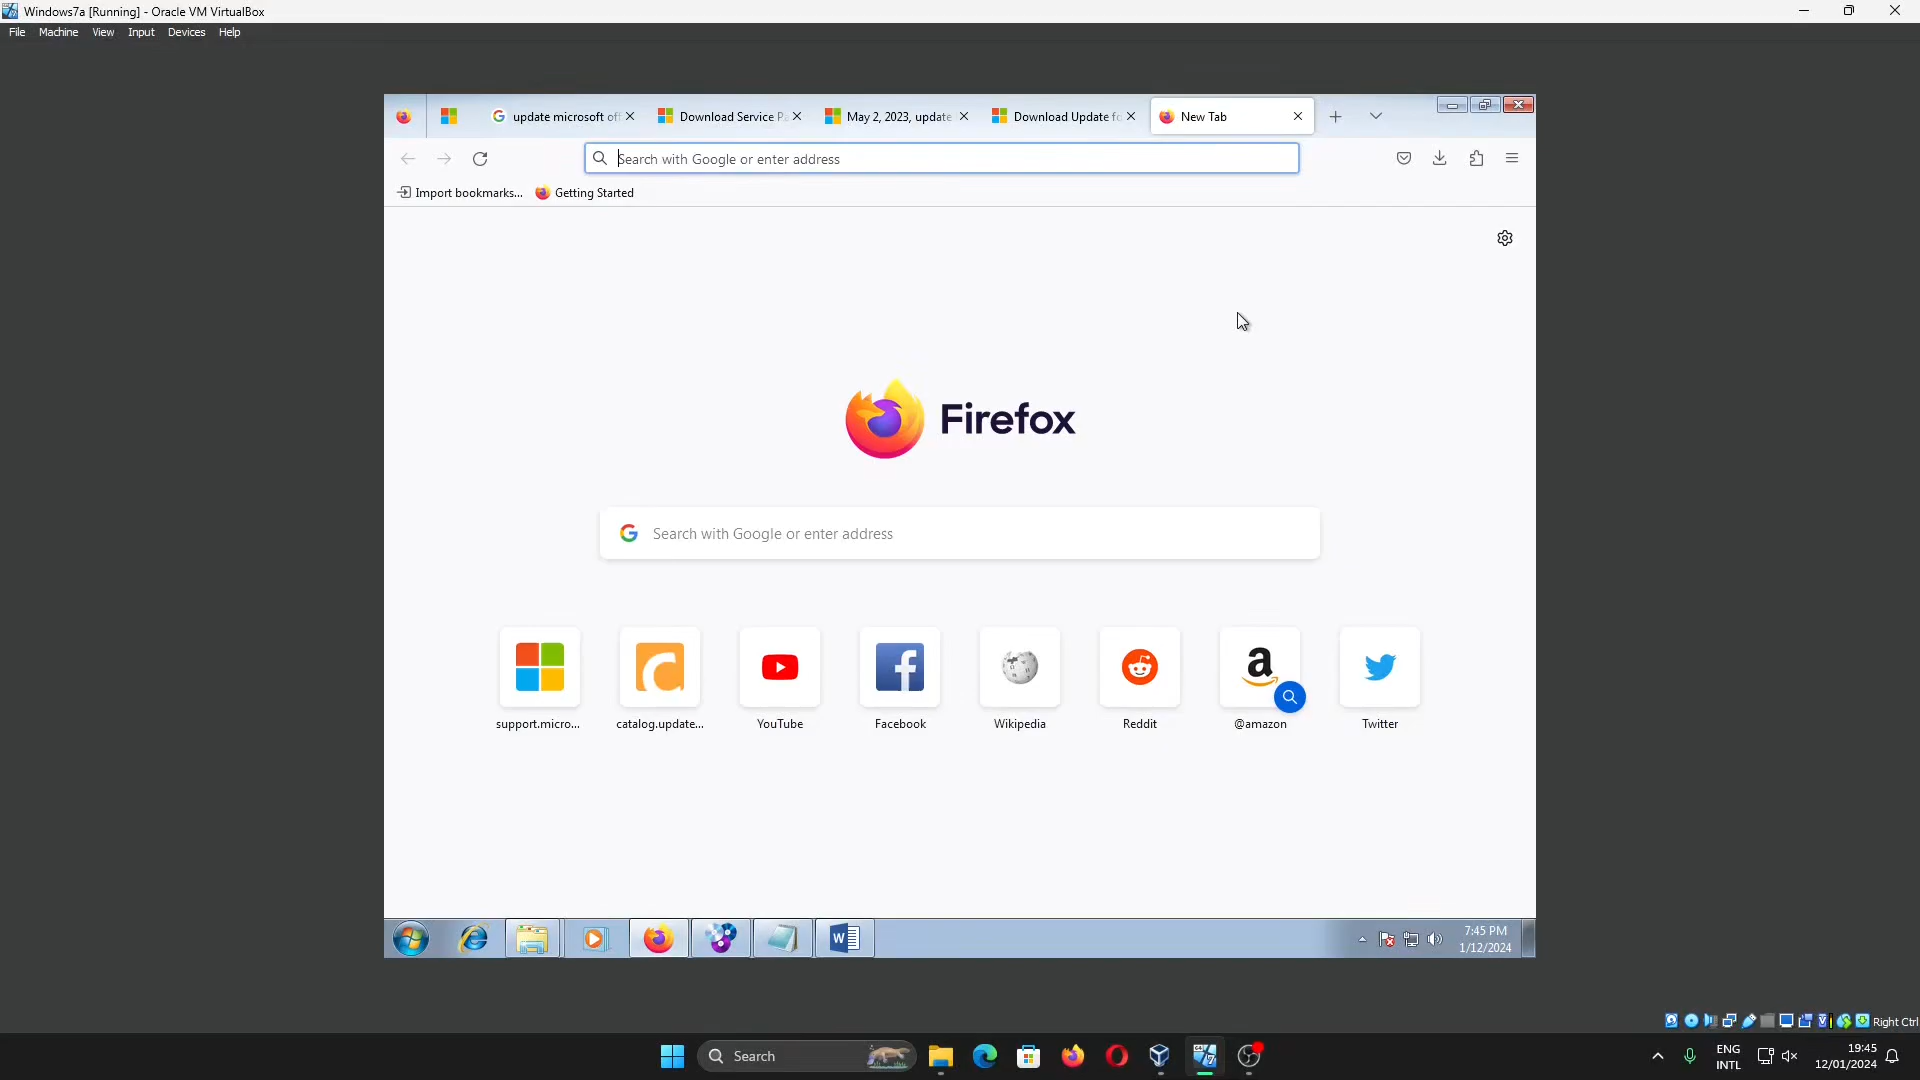 Windows7a [Running] - Oracle VM VirtualBox
File Machine View Input Devices Help
update microsoft of
Download Service Pa
May 2, 2023, update
Download Update fo
New Tab
Search with Google or enter address
Import bookmarks...
Getting Started
Firefox
Search with Google or enter address
support.micro...
catalog.update...
YouTube
Facebook
Wikipedia
Reddit
@amazon
Twitter
7:45 PM
1/12/2024
Right Ctrl
Search
ENG
INTL
19:45
12/01/2024